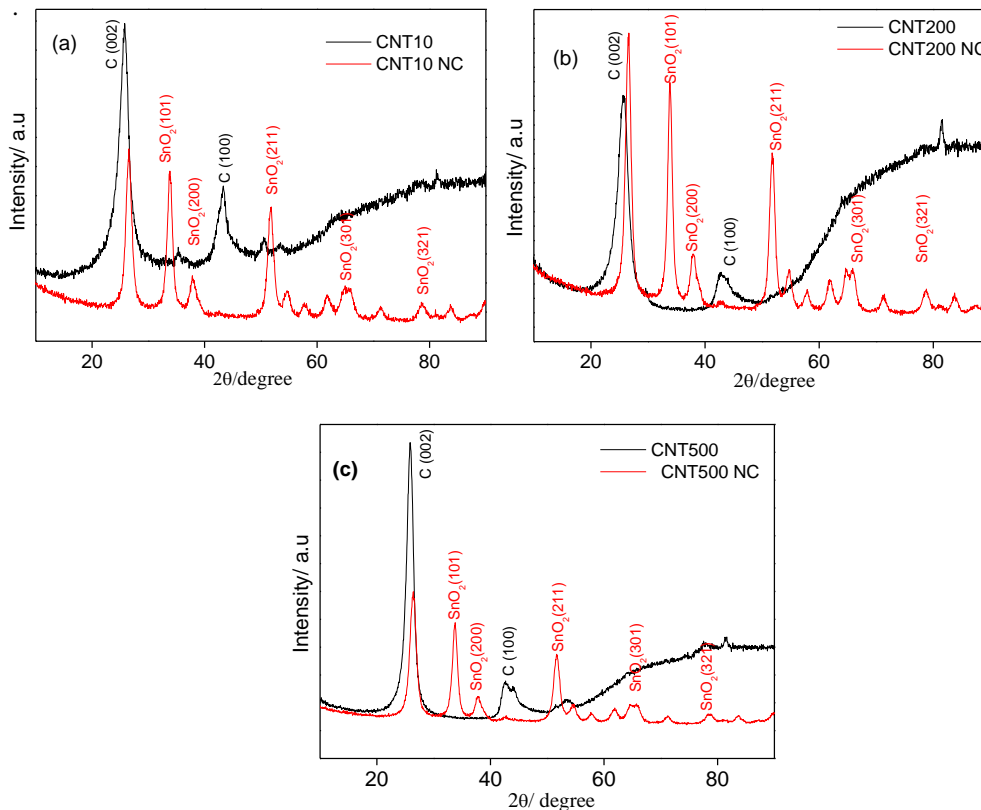 .
(a)
CNT10
CNT10 NC
C (002)
SnO₂(101)
SnO₂(200)
C (100)
SnO₂(211)
SnO₂(301)
SnO₂(321)
Intensity/ a.u
20 40 60 80
2θ/degree
(b)
CNT200
CNT200 NC
C (002)
SnO₂(101)
SnO₂(200)
C (100)
SnO₂(211)
SnO₂(301)
SnO₂(321)
Intensity/ a.u
20 40 60 80
2θ/degree
(c)
CNT500
CNT500 NC
C (002)
SnO₂(101)
SnO₂(200)
C (100)
SnO₂(211)
SnO₂(301)
SnO₂(321)
Intensity/ a.u
20 40 60 80
2θ/ degree